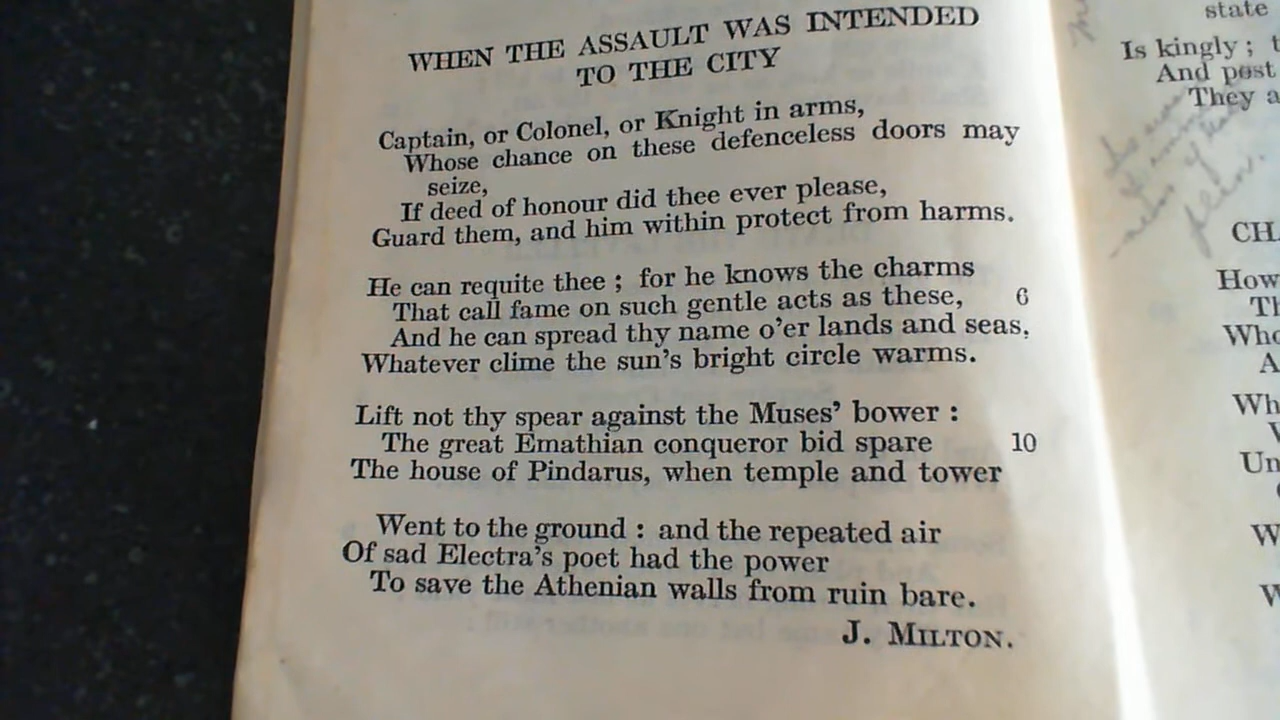 WHEN THE ASSAULT WAS INTENDED
TO THE CITY
Captain, or Colonel, or Knight in arms,
Whose chance on these defenceless doors may
seize,
If deed of honour did thee ever please,
Guard them, and him within protect from harms.
He can requite thee ; for he knows the charms
That call fame on such gentle acts as these, 6
And he can spread thy name o'er lands and seas,
Whatever clime the sun's bright circle warms.
Lift not thy spear against the Muses' bower :
The great Emathian conqueror bid spare 10
The house of Pindarus, when temple and tower
Went to the ground : and the repeated air
Of sad Electra's poet had the power
To save the Athenian walls from ruin bare.
J. MILTON.
state
Is kingly ; t
And post
They a
CHA
How
Th
Who
A
Wh
W
Un
W
W